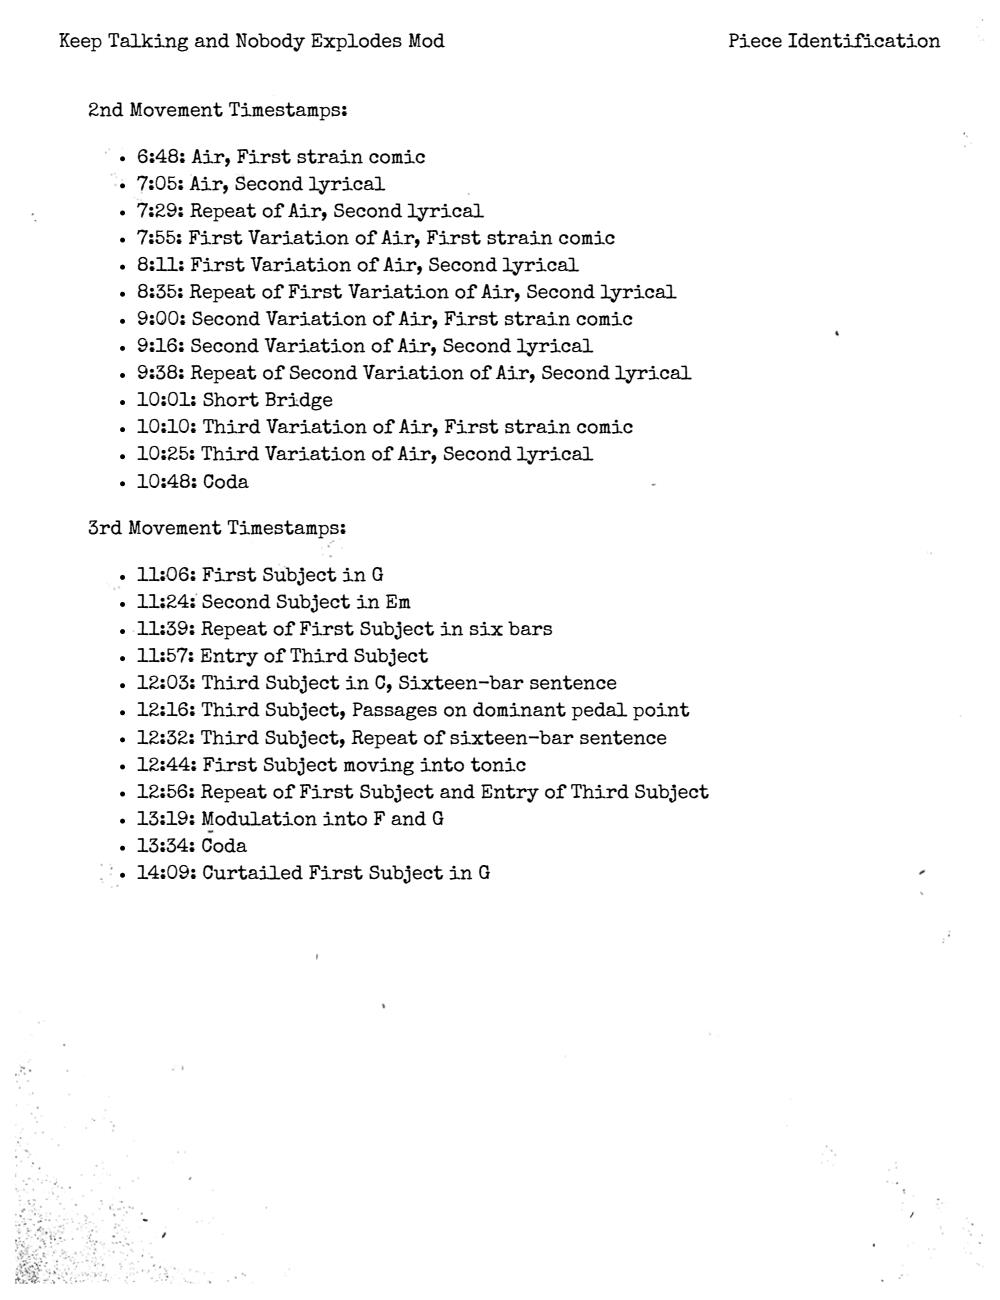 Keep Talking and Nobody Explodes Mod
Piece Identification
2nd Movement Timestamps:
• 6:48: Air, First strain comic
• 7:05: Air, Second lyrical
• 7:29: Repeat of Air, Second lyrical
• 7:55: First Variation of Air, First strain comic
• 8:11: First Variation of Air, Second lyrical
• 8:35: Repeat of First Variation of Air, Second lyrical
• 9:00: Second Variation of Air, First strain comic
• 9:16: Second Variation of Air, Second lyrical
• 9:38: Repeat of Second Variation of Air, Second lyrical
• 10:01: Short Bridge
• 10:10: Third Variation of Air, First strain comic
• 10:25: Third Variation of Air, Second lyrical
• 10:48: Coda
3rd Movement Timestamps:
• 11:06: First Subject in G
• 11:24: Second Subject in Em
• 11:39: Repeat of First Subject in six bars
• 11:57: Entry of Third Subject
• 12:03: Third Subject in C, Sixteen-bar sentence
• 12:16: Third Subject, Passages on dominant pedal point
• 12:32: Third Subject, Repeat of sixteen-bar sentence
• 12:44: First Subject moving into tonic
• 12:56: Repeat of First Subject and Entry of Third Subject
• 13:19: Modulation into F and G
• 13:34: Coda
• 14:09: Curtailed First Subject in G